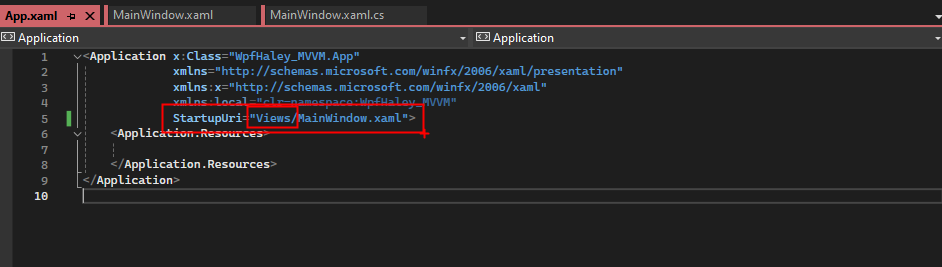 App.xaml
MainWindow.xaml
MainWindow.xaml.cs
Application
Application
1 <Application x:Class="WpfHaley_MVVM.App"
2 xmlns="http://schemas.microsoft.com/winfx/2006/xaml/presentation"
3 xmlns:x="http://schemas.microsoft.com/winfx/2006/xaml"
4 xmlns:local="clr-namespace:WpfHaley_MVVM"
5 StartupUri="Views/MainWindow.xaml">
6 <Application.Resources>
7
8 </Application.Resources>
9 </Application>
10